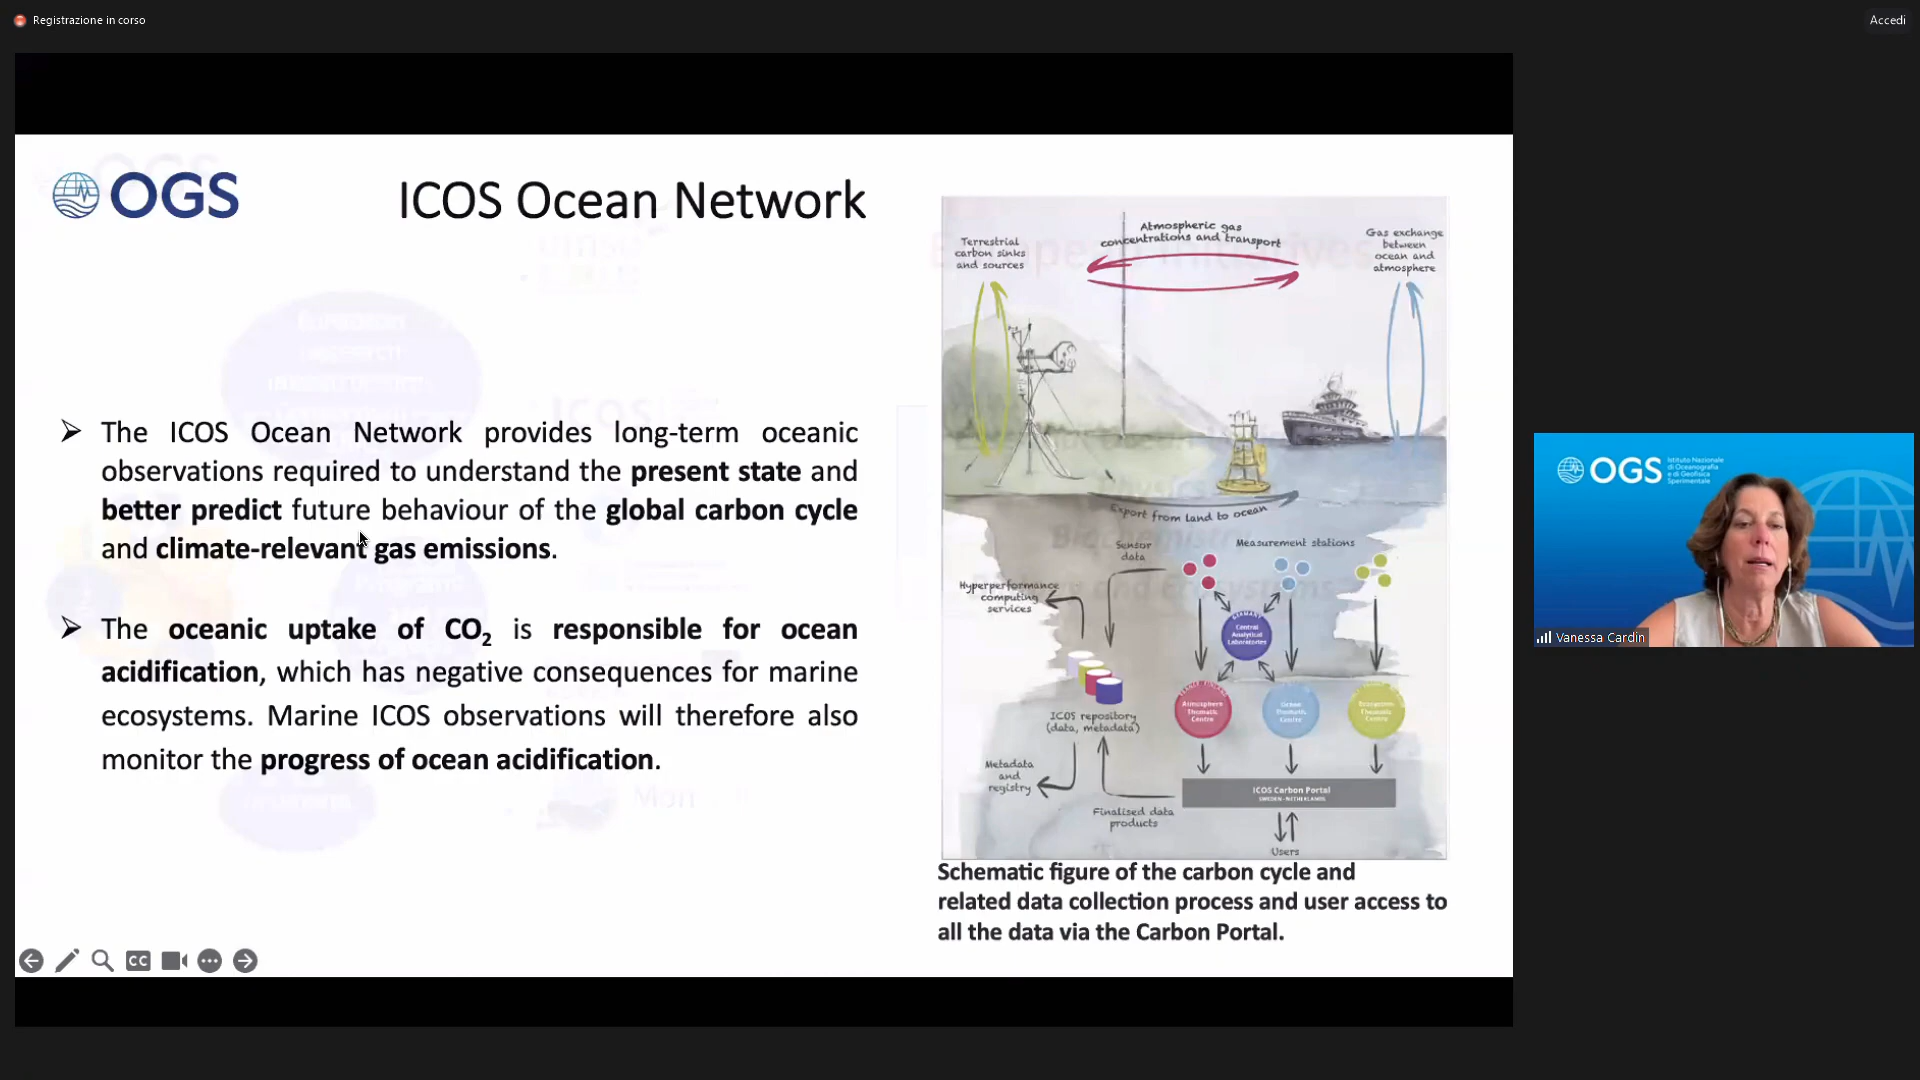 Registrazione in corso
Accedi
OGS
ICOS Ocean Network
The ICOS Ocean Network provides long-term oceanic
observations required to understand the present state and
better predict future behaviour of the global carbon cycle
and climate-relevant gas emissions.
The oceanic uptake of CO2 is responsible for ocean
acidification, which has negative consequences for marine
ecosystems. Marine ICOS observations will therefore also
monitor the progress of ocean acidification.
Terrestrial
carbon sinks
and sources
Atmospheric gas
concentrations and transport
Gas exchange
between
ocean and
atmosphere
Export from land to ocean
Sensor
data
Measurement stations
Hyperperformance
computing
services
GERMANY
Central
Analytical
Laboratories
ICOS repository
(data, metadata)
Atmosphere
Thematic
Centre
Ocean
Thematic
Centre
Ecosystem
Thematic
Centre
Metadata
and
registry
ICOS Carbon Portal
SWEDEN · NETHERLANDS
Finalised data
products
Users
Schematic figure of the carbon cycle and
related data collection process and user access to
all the data via the Carbon Portal.
CC
OGS
Istituto Nazionale
di Oceanografia
e di Geofisica
Sperimentale
Vanessa Cardin